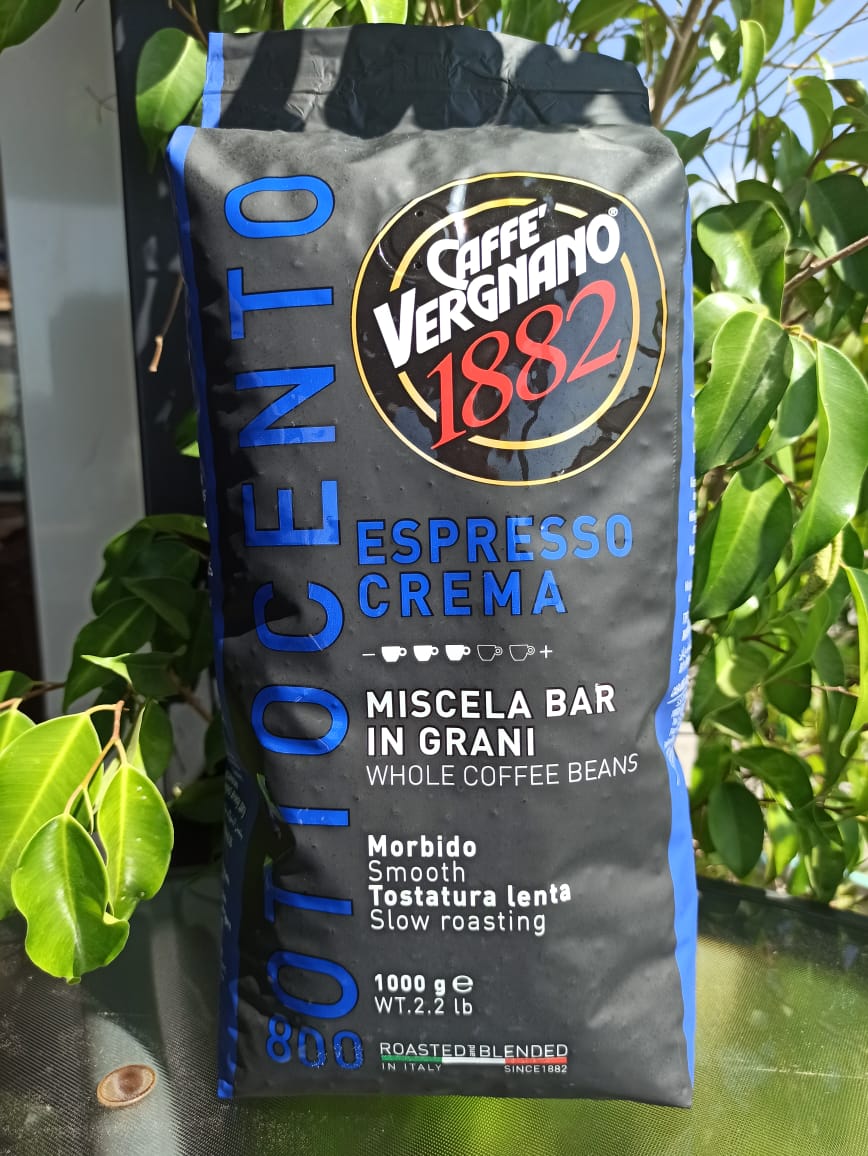 CAFFE'
VERGNANO®
1882
OTTOCENTO
800
ESPRESSO
CREMA
− +
MISCELA BAR
IN GRANI
WHOLE COFFEE BEANS
Morbido
Smooth
Tostatura lenta
Slow roasting
1000 g ℮
WT.2.2 lb
ROASTED and BLENDED
IN ITALY SINCE1882